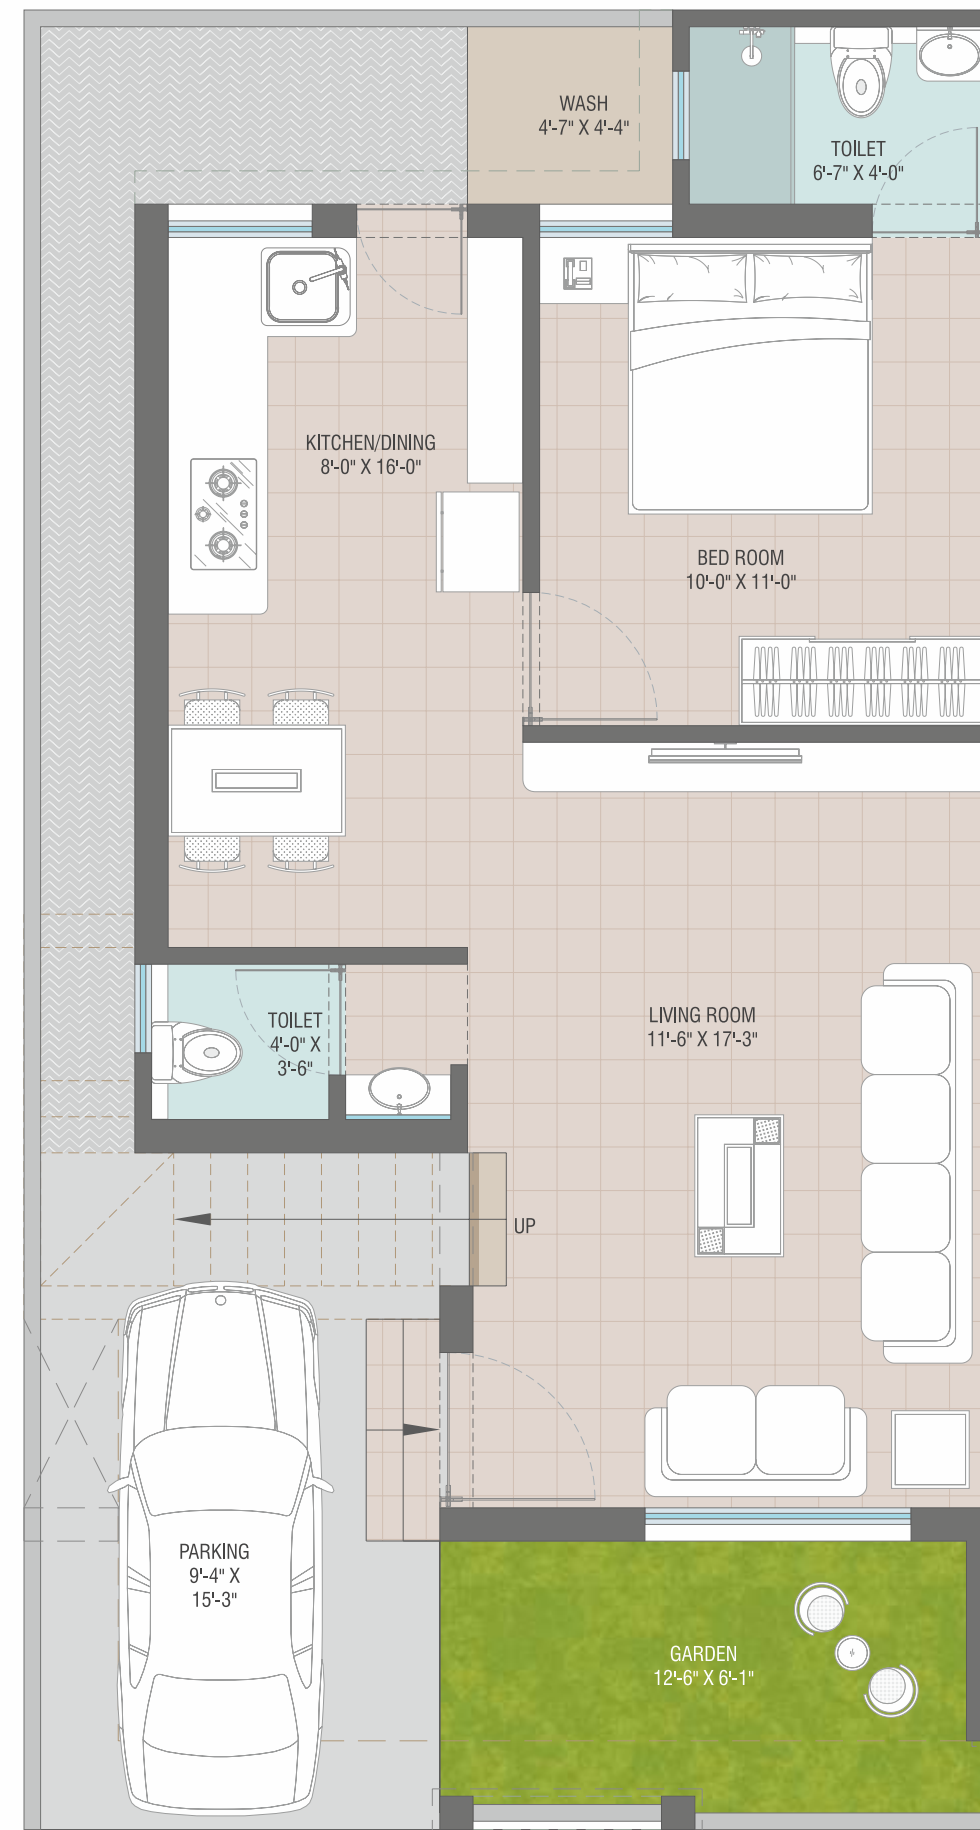 WASH
4'-7" X 4'-4"
TOILET
6'-7" X 4'-0"
KITCHEN/DINING
8'-0" X 16'-0"
BED ROOM
10'-0" X 11'-0"
LIVING ROOM
11'-6" X 17'-3"
TOILET
4'-0" X
3'-6"
UP
PARKING
9'-4" X
15'-3"
GARDEN
12'-6" X 6'-1"